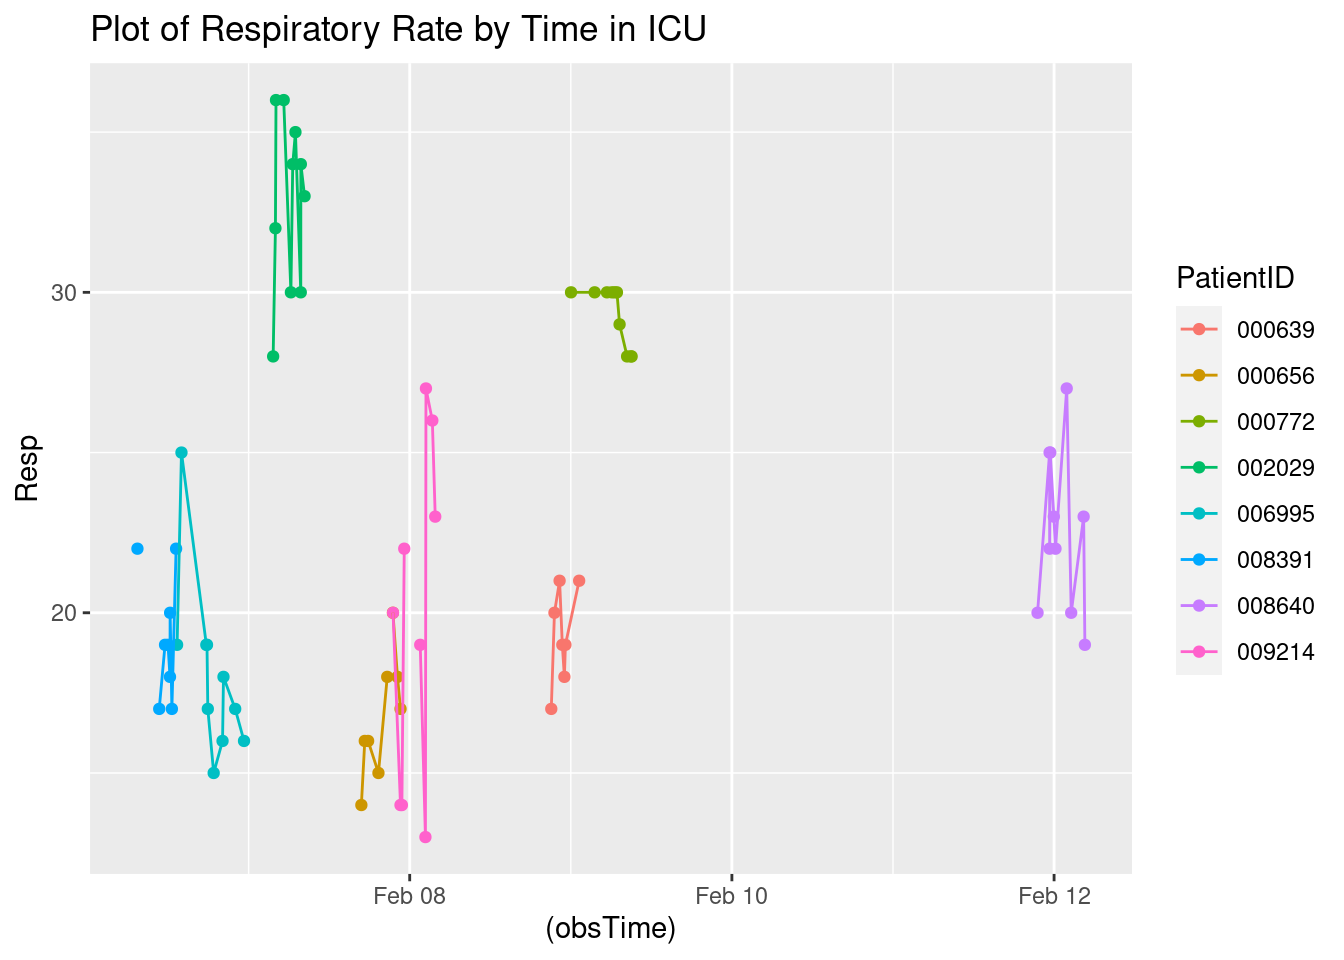 Plot of Respiratory Rate by Time in ICU
Resp
30
20
Feb 08
Feb 10
Feb 12
(obsTime)
PatientID
000639
000656
000772
002029
006995
008391
008640
009214